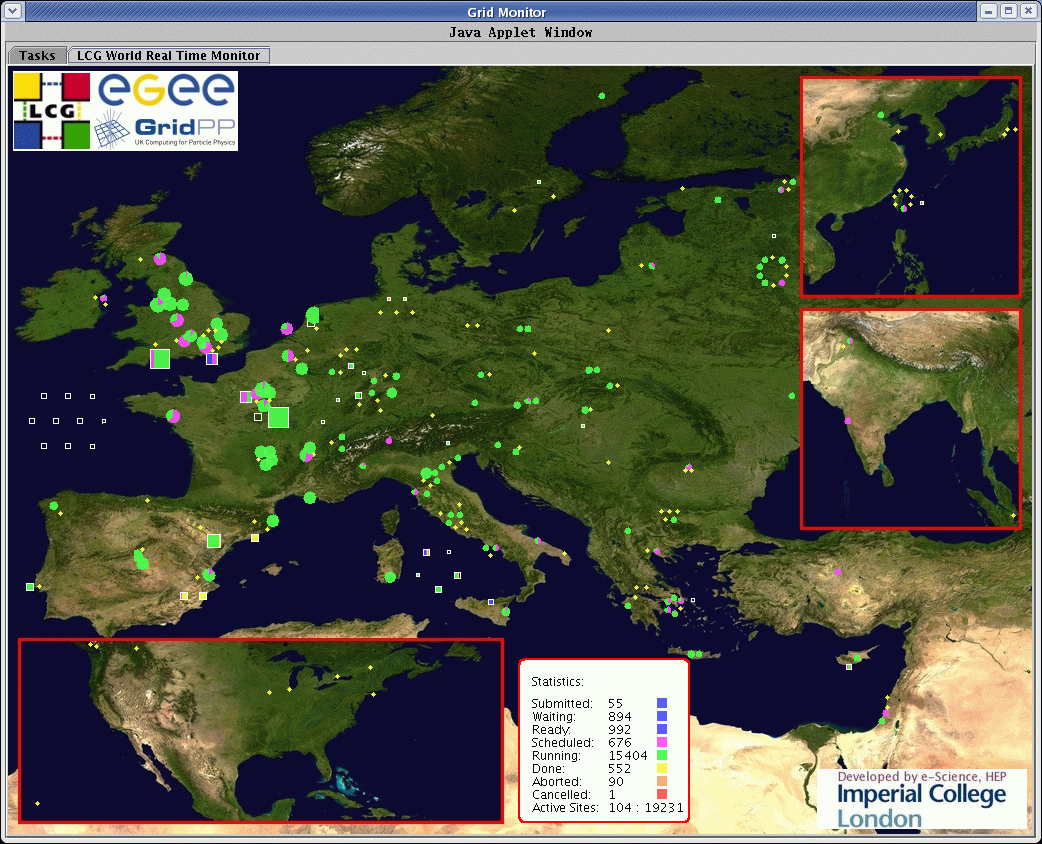 Grid Monitor
Java Applet Window
Tasks
LCG World Real Time Monitor
LCG
egee
GridPP
UK Computing for Particle Physics
Statistics:
Submitted: 55
Waiting: 894
Ready: 992
Scheduled: 676
Running: 15404
Done: 552
Aborted: 90
Cancelled: 1
Active Sites: 104 : 19231
Developed by e-Science, HEP
Imperial College
London